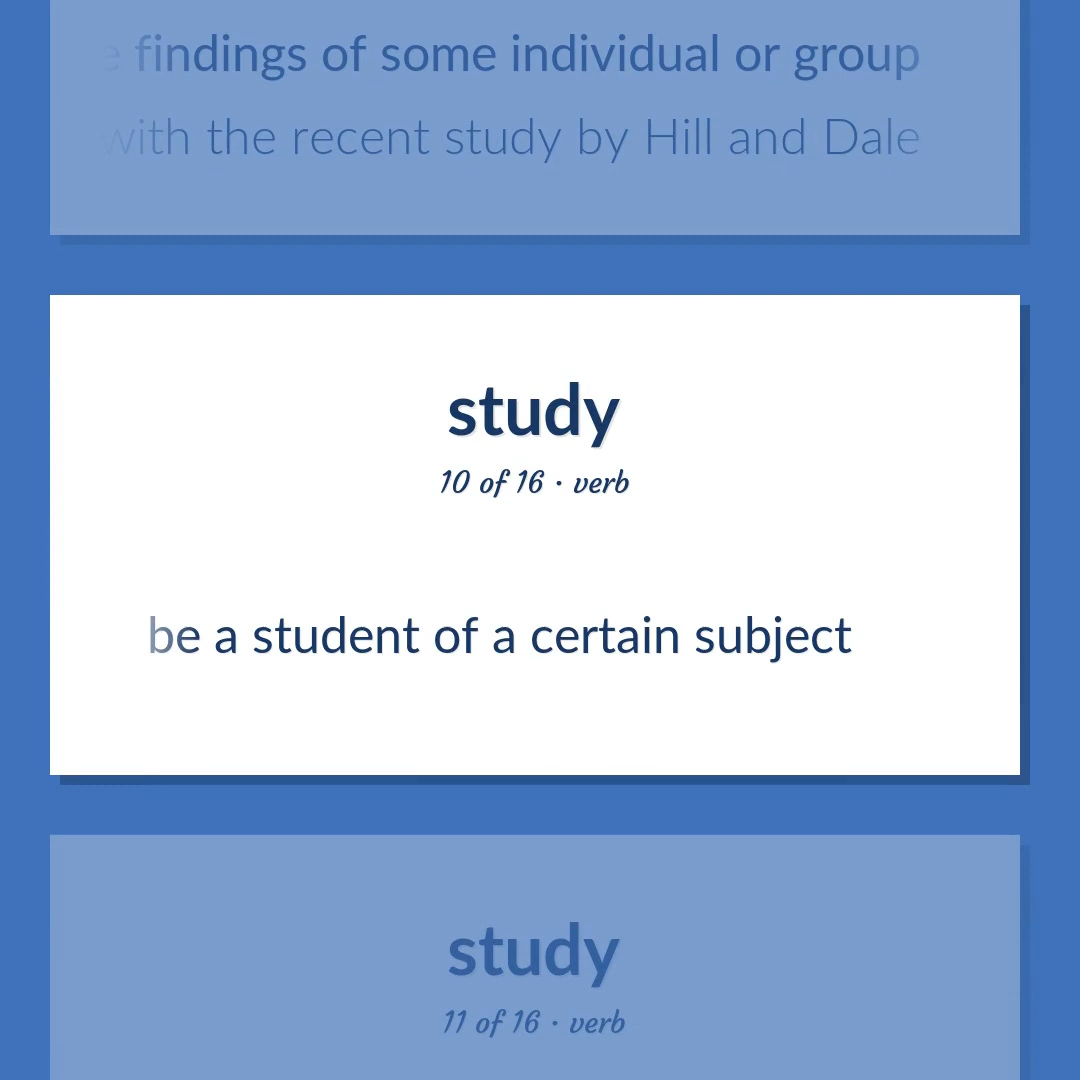 findings of some individual or group
with the recent study by Hill and Dale
study
10 of 16 · verb
be a student of a certain subject
study
11 of 16 · verb